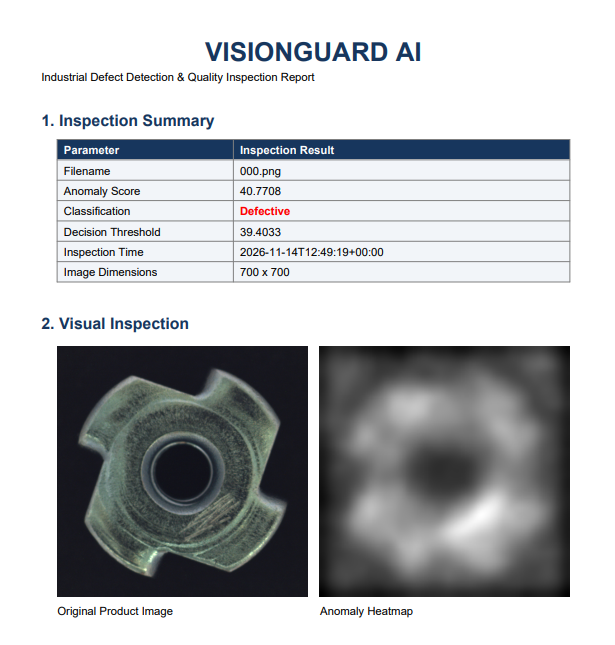 VISIONGUARD AI
Industrial Defect Detection & Quality Inspection Report
1. Inspection Summary
Parameter Inspection Result
Filename 000.png
Anomaly Score 40.7708
Classification Defective
Decision Threshold 39.4033
Inspection Time 2026-11-14T12:49:19+00:00
Image Dimensions 700 x 700
2. Visual Inspection
Original Product Image Anomaly Heatmap